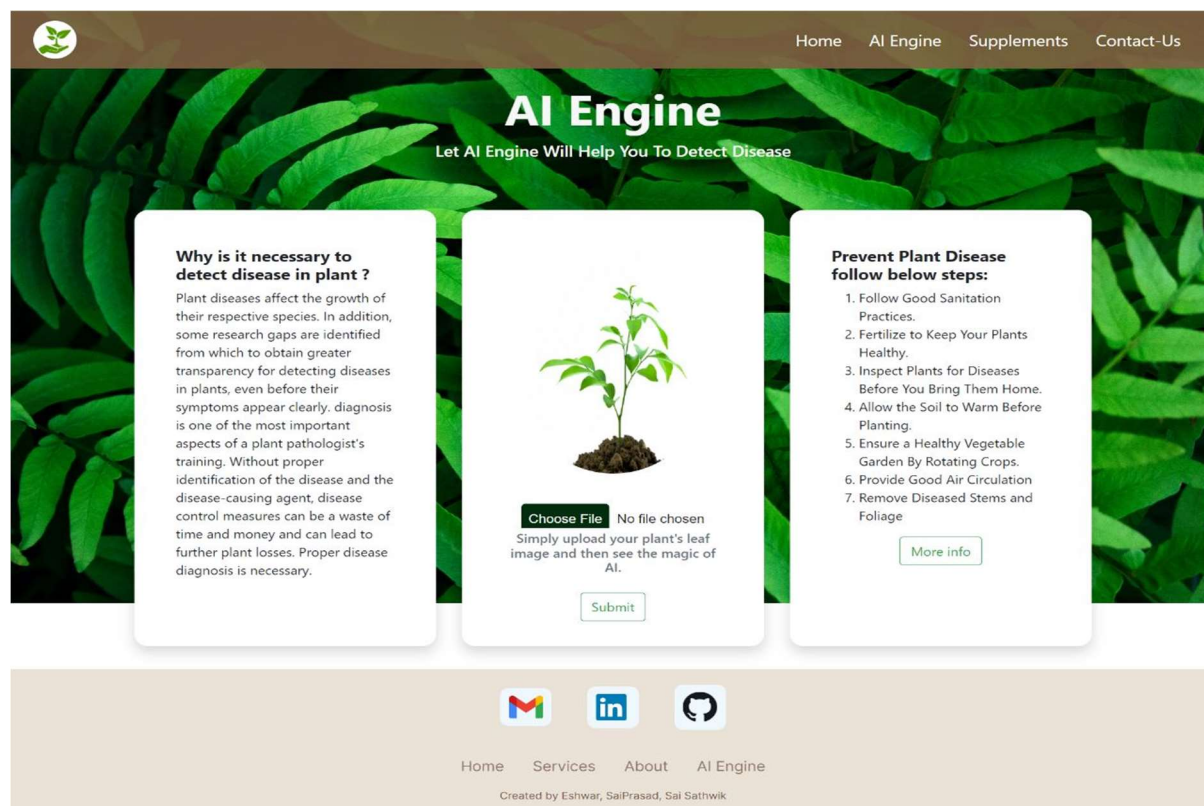 Home AI Engine Supplements Contact-Us
AI Engine
Let AI Engine Will Help You To Detect Disease
Why is it necessary to
detect disease in plant ?
Plant diseases affect the growth of
their respective species. In addition,
some research gaps are identified
from which to obtain greater
transparency for detecting diseases
in plants, even before their
symptoms appear clearly. diagnosis
is one of the most important
aspects of a plant pathologist's
training. Without proper
identification of the disease and the
disease-causing agent, disease
control measures can be a waste of
time and money and can lead to
further plant losses. Proper disease
diagnosis is necessary.
Choose File No file chosen
Simply upload your plant's leaf
image and then see the magic of
AI.
Submit
Prevent Plant Disease
follow below steps:
1. Follow Good Sanitation
Practices.
2. Fertilize to Keep Your Plants
Healthy.
3. Inspect Plants for Diseases
Before You Bring Them Home.
4. Allow the Soil to Warm Before
Planting.
5. Ensure a Healthy Vegetable
Garden By Rotating Crops.
6. Provide Good Air Circulation
7. Remove Diseased Stems and
Foliage
More info
in
Home Services About AI Engine
Created by Eshwar, SaiPrasad, Sai Sathwik